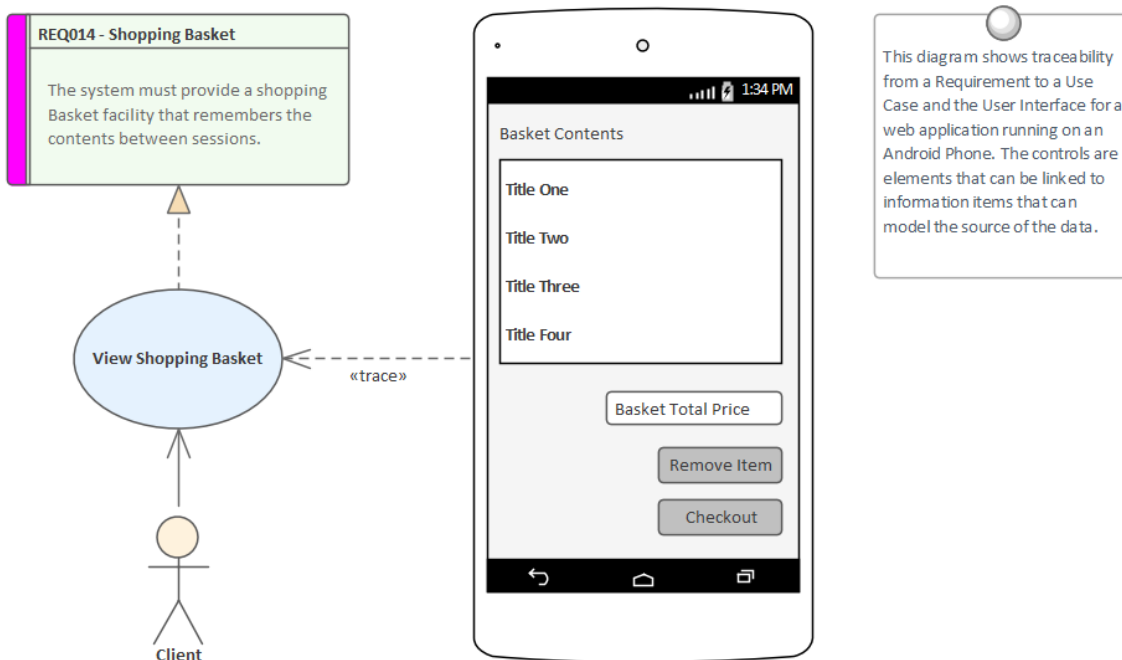 REQ014 - Shopping Basket
The system must provide a shopping
Basket facility that remembers the
contents between sessions.
View Shopping Basket
«trace»
Client
1:34 PM
Basket Contents
Title One
Title Two
Title Three
Title Four
Basket Total Price
Remove Item
Checkout
This diagram shows traceability
from a Requirement to a Use
Case and the User Interface for a
web application running on an
Android Phone. The controls are
elements that can be linked to
information items that can
model the source of the data.